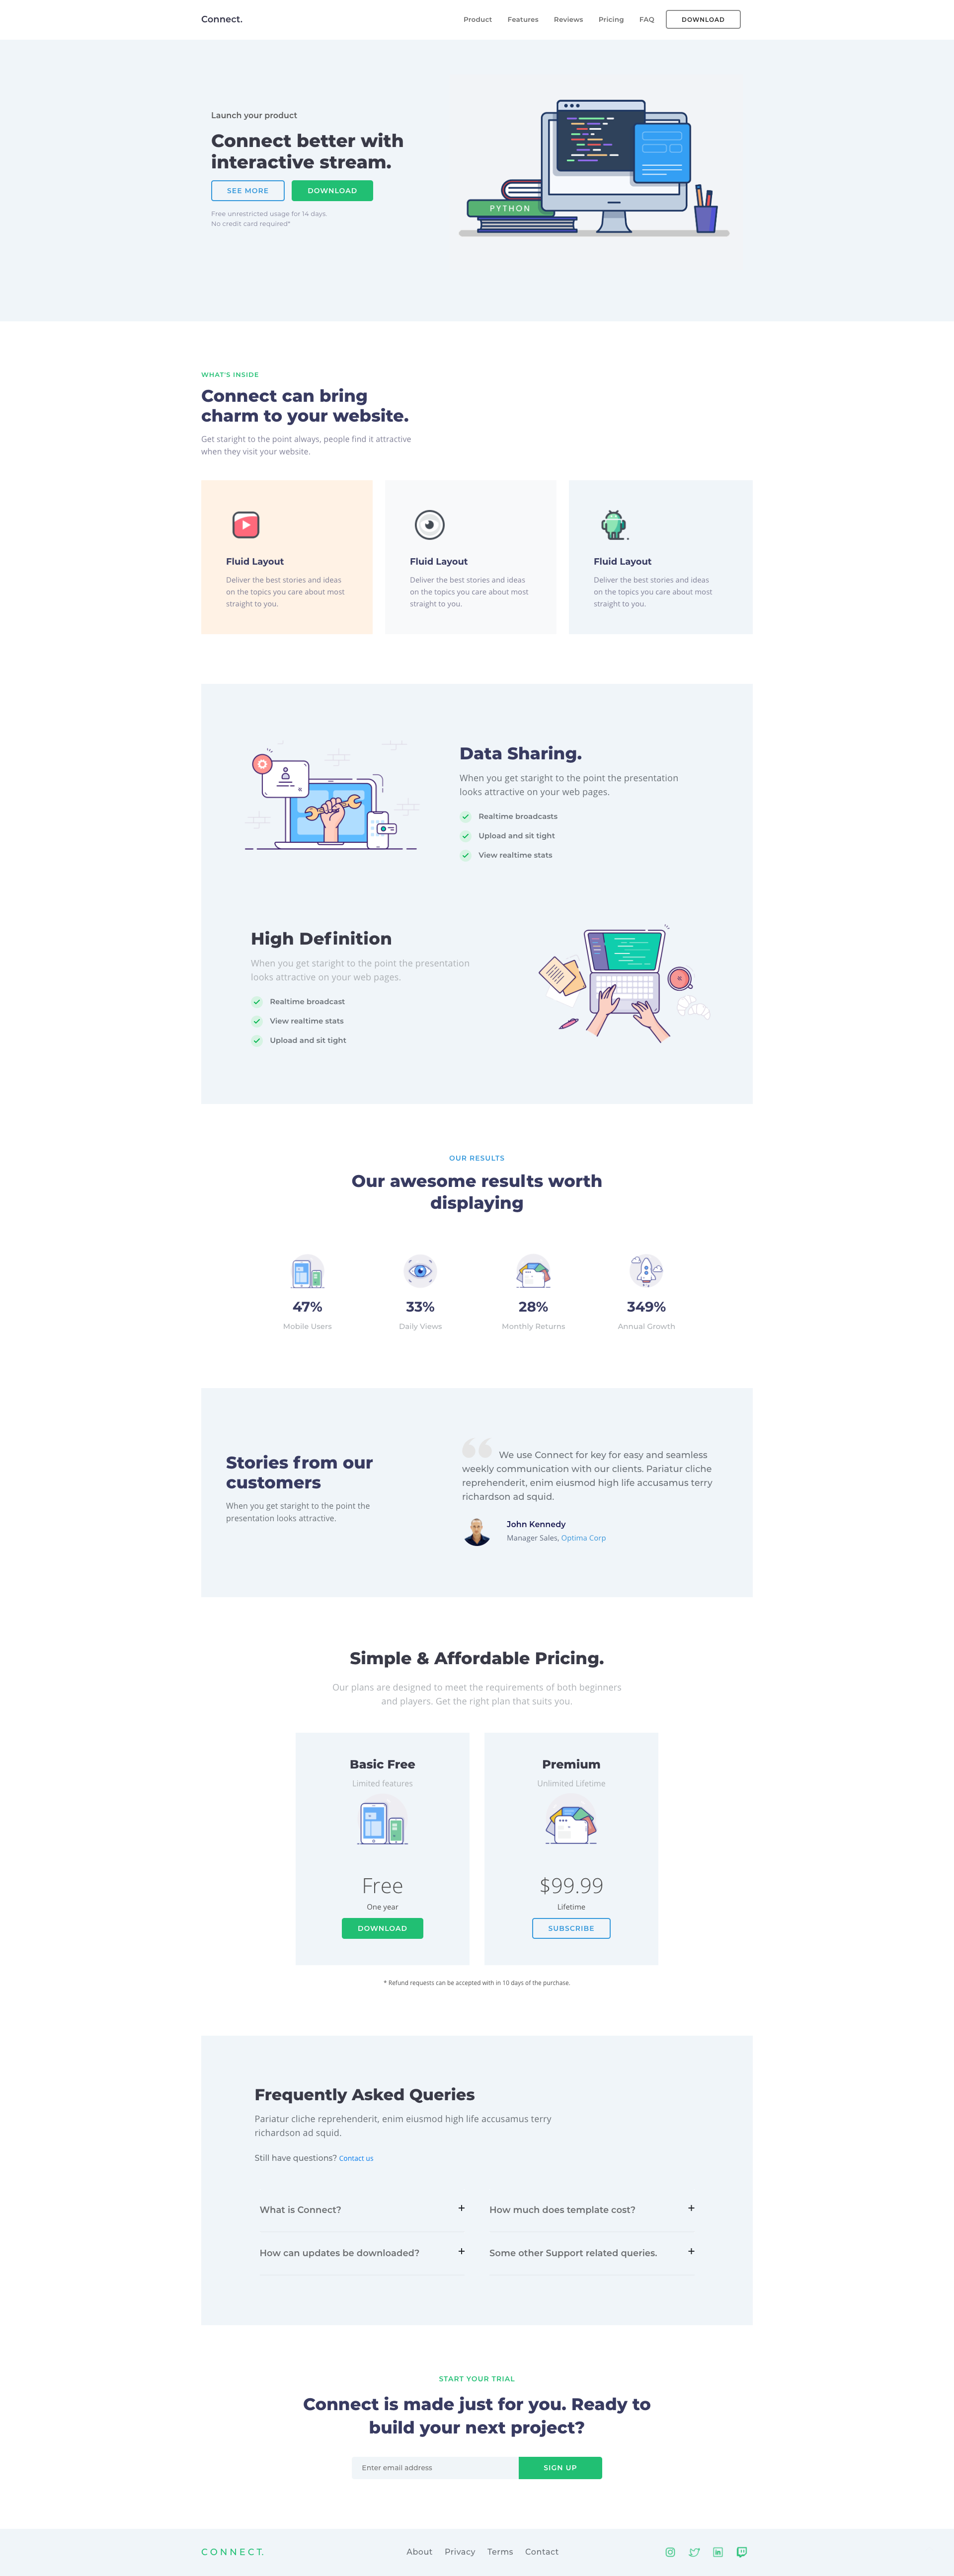 Connect.
Product Features Reviews Pricing FAQ DOWNLOAD
Launch your product
Connect better with
interactive stream.
SEE MORE DOWNLOAD
Free unrestricted usage for 14 days.
No credit card required*
PYTHON
WHAT'S INSIDE
Connect can bring
charm to your website.
Get staright to the point always, people find it attractive
when they visit your website.
Fluid Layout
Deliver the best stories and ideas
on the topics you care about most
straight to you.
Fluid Layout
Deliver the best stories and ideas
on the topics you care about most
straight to you.
Fluid Layout
Deliver the best stories and ideas
on the topics you care about most
straight to you.
Data Sharing.
When you get staright to the point the presentation
looks attractive on your web pages.
Realtime broadcasts
Upload and sit tight
View realtime stats
High Definition
When you get staright to the point the presentation
looks attractive on your web pages.
Realtime broadcast
View realtime stats
Upload and sit tight
OUR RESULTS
Our awesome results worth
displaying
47%
Mobile Users
33%
Daily Views
28%
Monthly Returns
349%
Annual Growth
Stories from our
customers
When you get staright to the point the
presentation looks attractive.
We use Connect for key for easy and seamless
weekly communication with our clients. Pariatur cliche
reprehenderit, enim eiusmod high life accusamus terry
richardson ad squid.
John Kennedy
Manager Sales, Optima Corp
Simple & Affordable Pricing.
Our plans are designed to meet the requirements of both beginners
and players. Get the right plan that suits you.
Basic Free
Limited features
Free
One year
DOWNLOAD
Premium
Unlimited Lifetime
$99.99
Lifetime
SUBSCRIBE
* Refund requests can be accepted with in 10 days of the purchase.
Frequently Asked Queries
Pariatur cliche reprehenderit, enim eiusmod high life accusamus terry
richardson ad squid.
Still have questions? Contact us
What is Connect? +
How much does template cost? +
How can updates be downloaded? +
Some other Support related queries. +
START YOUR TRIAL
Connect is made just for you. Ready to
build your next project?
Enter email address SIGN UP
CONNECT.
About Privacy Terms Contact